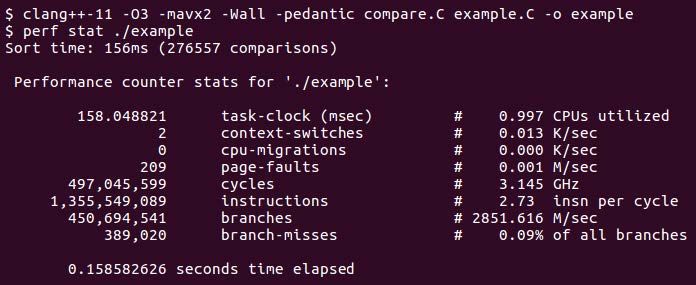 $ clang++-11 -O3 -mavx2 -Wall -pedantic compare.C example.C -o example
$ perf stat ./example
Sort time: 156ms (276557 comparisons)
Performance counter stats for './example':
158.048821 task-clock (msec) # 0.997 CPUs utilized
2 context-switches # 0.013 K/sec
0 cpu-migrations # 0.000 K/sec
209 page-faults # 0.001 M/sec
497,045,599 cycles # 3.145 GHz
1,355,549,089 instructions # 2.73 insn per cycle
450,694,541 branches # 2851.616 M/sec
389,020 branch-misses # 0.09% of all branches
0.158582626 seconds time elapsed